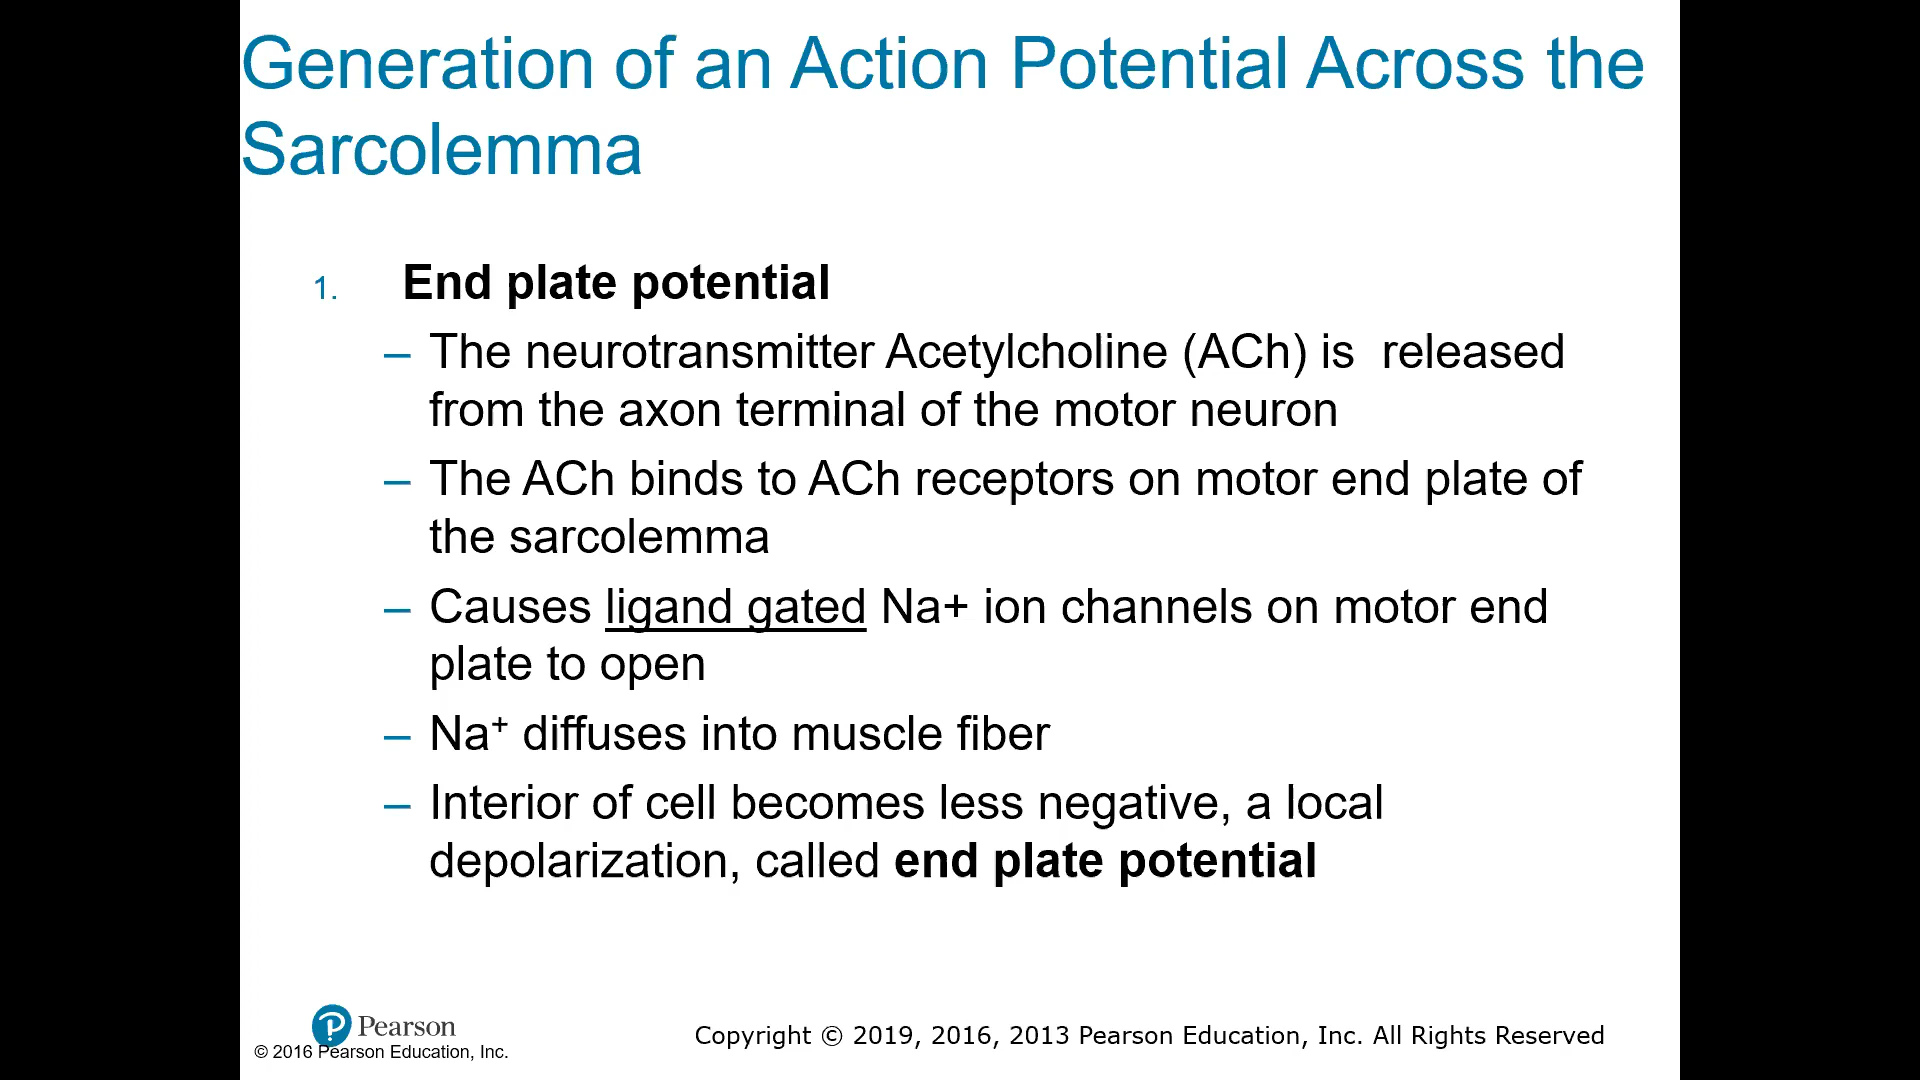 Generation of an Action Potential Across the
Sarcolemma
1. End plate potential
– The neurotransmitter Acetylcholine (ACh) is  released
from the axon terminal of the motor neuron
– The ACh binds to ACh receptors on motor end plate of
the sarcolemma
– Causes ligand gated Na+ ion channels on motor end
plate to open
– Na⁺ diffuses into muscle fiber
– Interior of cell becomes less negative, a local
depolarization, called end plate potential
Pearson
© 2016 Pearson Education, Inc.
Copyright © 2019, 2016, 2013 Pearson Education, Inc. All Rights Reserved